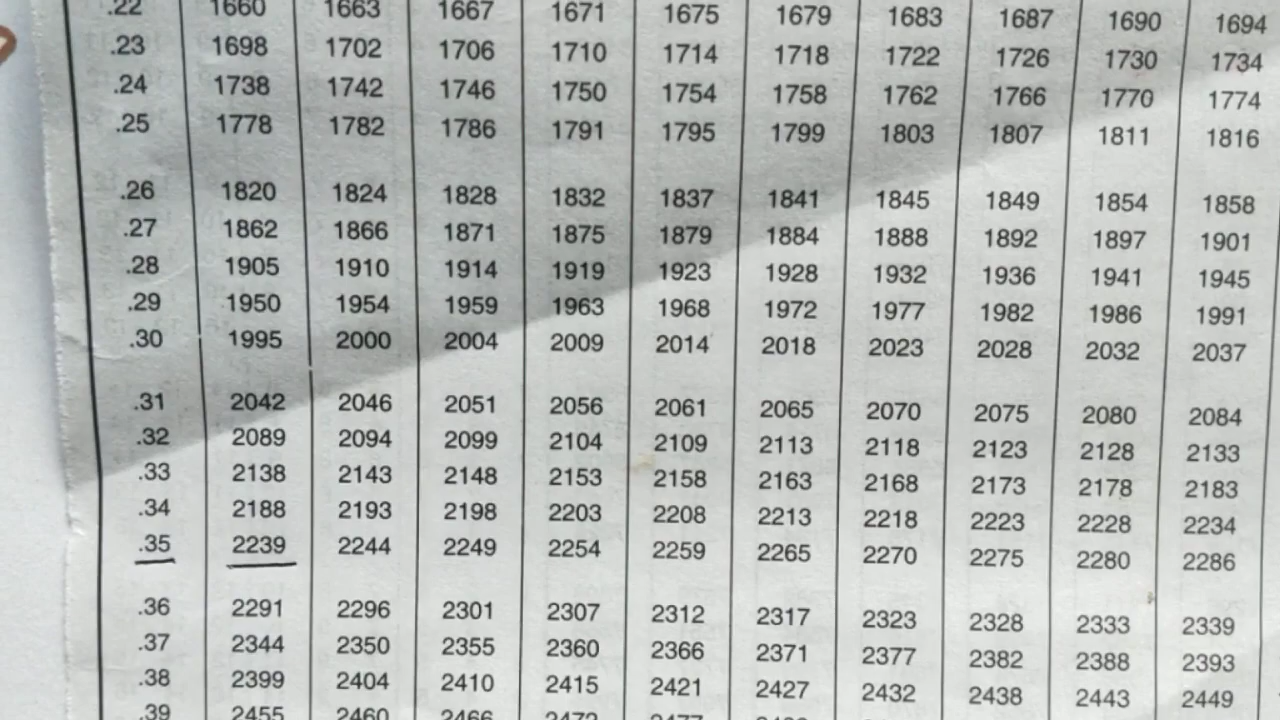 .22 1660 1663 1667 1671 1675 1679 1683 1687 1690 1694
.23 1698 1702 1706 1710 1714 1718 1722 1726 1730 1734
.24 1738 1742 1746 1750 1754 1758 1762 1766 1770 1774
.25 1778 1782 1786 1791 1795 1799 1803 1807 1811 1816
.26 1820 1824 1828 1832 1837 1841 1845 1849 1854 1858
.27 1862 1866 1871 1875 1879 1884 1888 1892 1897 1901
.28 1905 1910 1914 1919 1923 1928 1932 1936 1941 1945
.29 1950 1954 1959 1963 1968 1972 1977 1982 1986 1991
.30 1995 2000 2004 2009 2014 2018 2023 2028 2032 2037
.31 2042 2046 2051 2056 2061 2065 2070 2075 2080 2084
.32 2089 2094 2099 2104 2109 2113 2118 2123 2128 2133
.33 2138 2143 2148 2153 2158 2163 2168 2173 2178 2183
.34 2188 2193 2198 2203 2208 2213 2218 2223 2228 2234
.35 2239 2244 2249 2254 2259 2265 2270 2275 2280 2286
.36 2291 2296 2301 2307 2312 2317 2323 2328 2333 2339
.37 2344 2350 2355 2360 2366 2371 2377 2382 2388 2393
.38 2399 2404 2410 2415 2421 2427 2432 2438 2443 2449
.39 2455 2460 2466